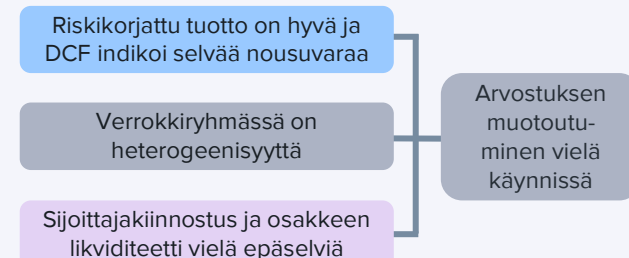 Riskikorjattu tuotto on hyvä ja
DCF indikoi selvää nousuvaraa
Verrokkiryhmässä on
heterogeenisyyttä
Sijoittajakiinnostus ja osakkeen
likviditeetti vielä epäselviä
Arvostuksen
muotoutu-
minen vielä
käynnissä